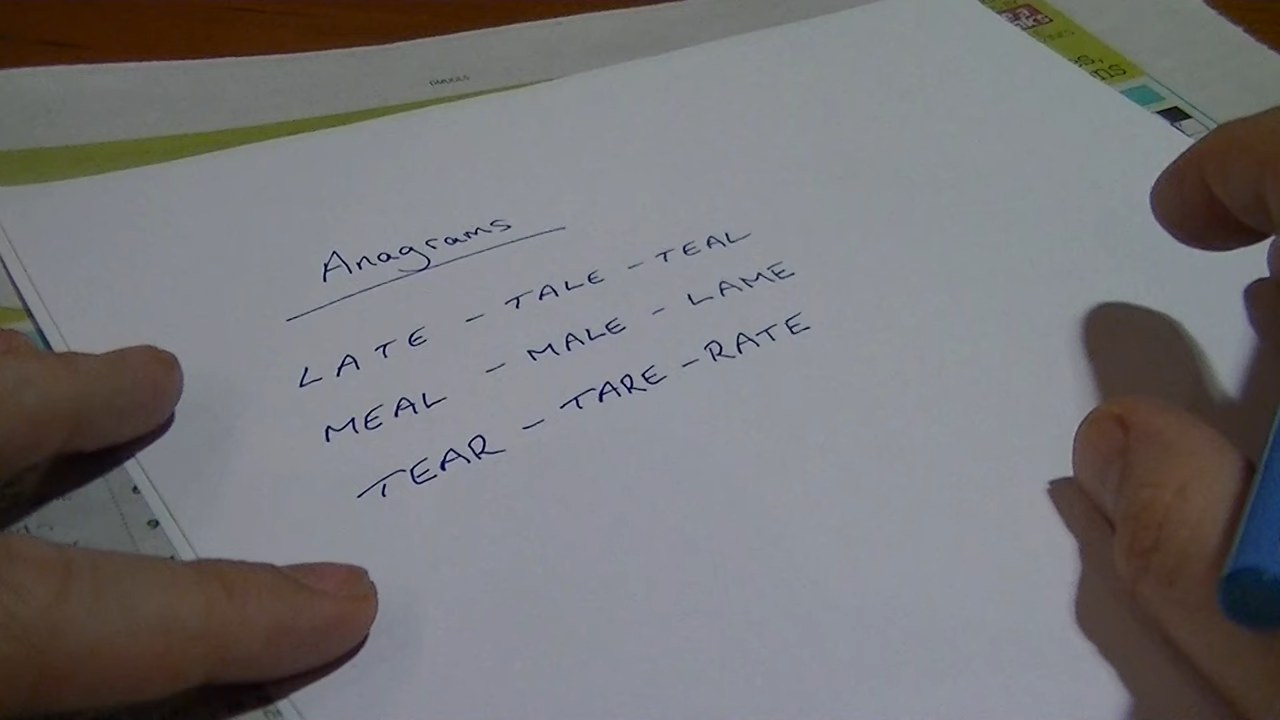 Anagrams
LATE - TALE - TEAL
MEAL - MALE - LAME
TEAR - TARE - RATE